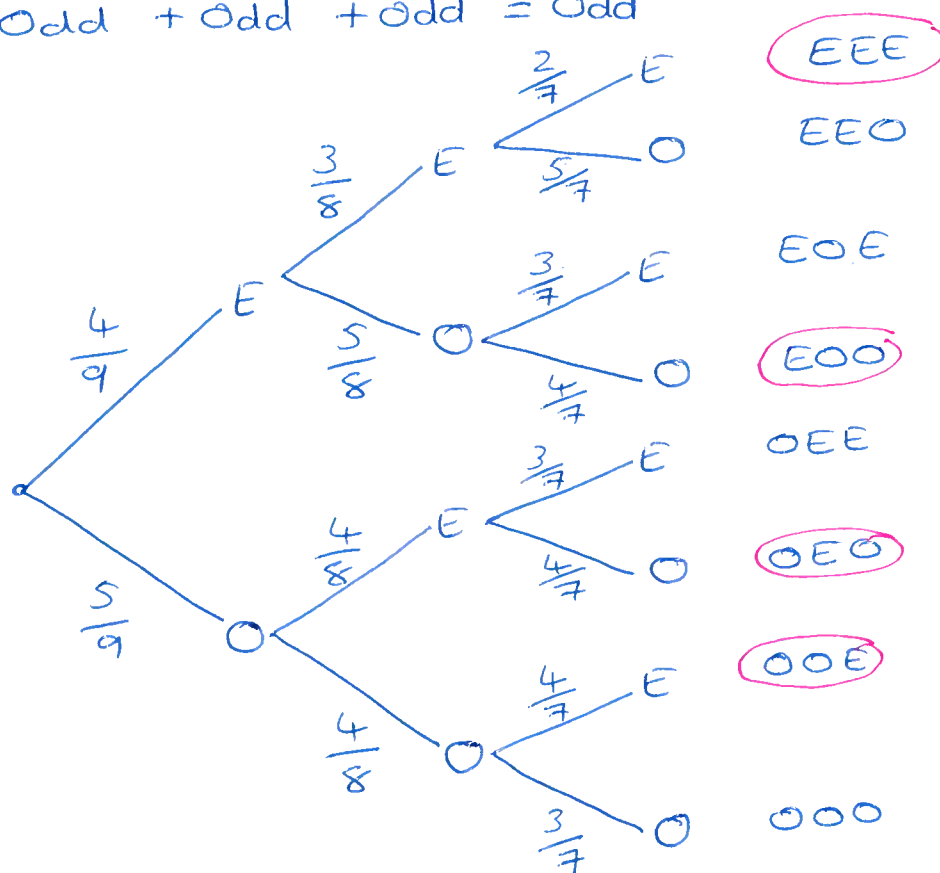 Odd + Odd + Odd = Odd
2/7 E EEE
3/8 E 5/7 O EEO
4/9 E 5/8 O 3/7 E EOE
4/7 O EOO
5/9 O 4/8 E 3/7 E OEE
4/7 O OEO
4/8 O 4/7 E OOE
3/7 O OOO